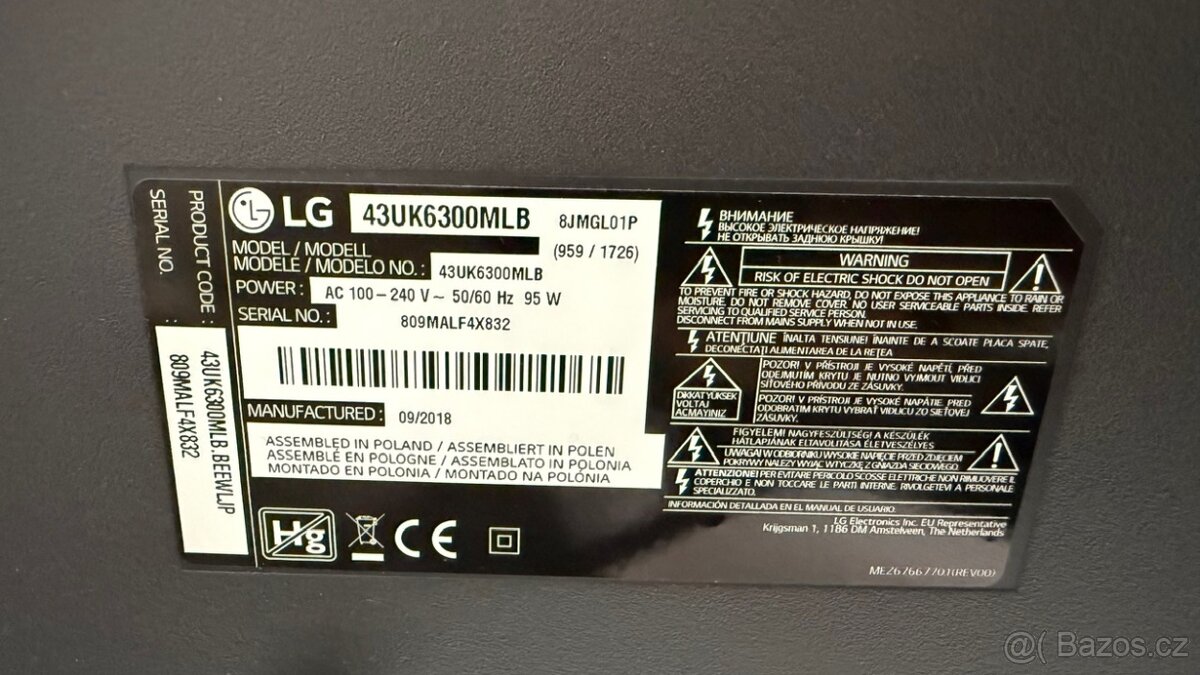 PRODUCT CODE :
SERIAL NO. :
43UK6300MLB.BEEWLJP
809MALF4X832
LG 43UK6300MLB 8JMGL01P
(959 / 1726)
MODEL / MODELL
MODELE / MODELO NO. : 43UK6300MLB
POWER : AC 100 – 240 V ~ 50/60 Hz 95 W
SERIAL NO. : 809MALF4X832
MANUFACTURED : 09/2018
ASSEMBLED IN POLAND / ASSEMBLIERT IN POLEN
ASSEMBLÉ EN POLOGNE / ASSEMBLATO IN POLONIA
MONTADO EN POLONIA / MONTADO NA POLÓNIA
Hg
CE
ВНИМАНИЕ
ВЫСОКОЕ ЭЛЕКТРИЧЕСКОЕ НАПРЯЖЕНИЕ!
НЕ ОТКРЫВАТЬ ЗАДНЮЮ КРЫШКУ!
WARNING
RISK OF ELECTRIC SHOCK DO NOT OPEN
TO PREVENT FIRE OR SHOCK HAZARD, DO NOT EXPOSE THIS APPLIANCE TO RAIN OR
MOISTURE. DO NOT REMOVE COVER. NO USER SERVICEABLE PARTS INSIDE. REFER
SERVICING TO QUALIFIED SERVICE PERSON.
DISCONNECT FROM MAINS SUPPLY WHEN NOT IN USE.
ATENŢIUNE ÎNALTA TENSIUNE! ÎNAINTE DE A SCOATE PLACA SPATE,
DECONECTAŢI ALIMENTAREA DE LA REŢEA
DİKKAT YÜKSEK
VOLTAJ
AÇMAYINIZ
POZOR! V PŘÍSTROJI JE VYSOKÉ NAPĚTÍ, PŘED
ODEJMUTÍM KRYTU JE NUTNO VYJMOUT VIDLICI
SÍŤOVÉHO PŘÍVODU ZE ZÁSUVKY.
POZOR! V PRÍSTROJI JE VYSOKÉ NAPÄTIE. PRED
ODOBRATIM KRYTU VYBRAŤ VIDLICU ZO SIEŤOVEJ
ZÁSUVKY.
FIGYELEM! NAGYFESZÜLTSÉG! A KÉSZÜLÉK
HÁTLAPJÁNAK ELTÁVOLÍTÁSA ÉLETVESZÉLYES
UWAGA! W ODBIORNIKU WYSOKIE NAPIĘCIE PRZED ZDJĘCIEM
POKRYWY NALEŻY WYJĄĆ WTYCZKĘ Z GNIAZDA SIECIOWEGO
ATTENZIONE! PER EVITARE PERICOLO SCOSSE ELETTRICHE NON RIMUOVERE IL
COPERCHIO E NON TOCCARE LE PARTI INTERNE. RIVOLGETEVI A PERSONALE
SPECIALIZZATO.
INFORMACIÓN DETALLADA EN EL MANUAL DE USUARIO.
LG Electronics Inc. EU Representative
Krijgsman 1, 1186 DM Amstelveen, The Netherlands
MEZ67667701(REV00)
@( Bazos.cz